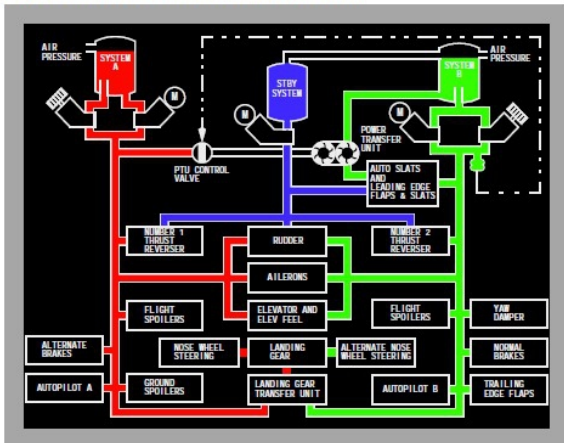 AIR
PRESSURE
SYSTEM
A
M
STBY
SYSTEM
M
SYSTEM
B
AIR
PRESSURE
M
PTU CONTROL
VALVE
POWER
TRANSFER
UNIT
AUTO SLATS
AND
LEADING EDGE
FLAPS & SLATS
NUMBER 1
THRUST
REVERSER
RUDDER
NUMBER 2
THRUST
REVERSER
AILERONS
FLIGHT
SPOILERS
ELEVATOR AND
ELEV FEEL
FLIGHT
SPOILERS
YAW
DAMPER
ALTERNATE
BRAKES
NOSE WHEEL
STEERING
LANDING
GEAR
ALTERNATE NOSE
WHEEL STEERING
NORMAL
BRAKES
AUTOPILOT A
GROUND
SPOILERS
LANDING GEAR
TRANSFER UNIT
AUTOPILOT B
TRAILING
EDGE FLAPS